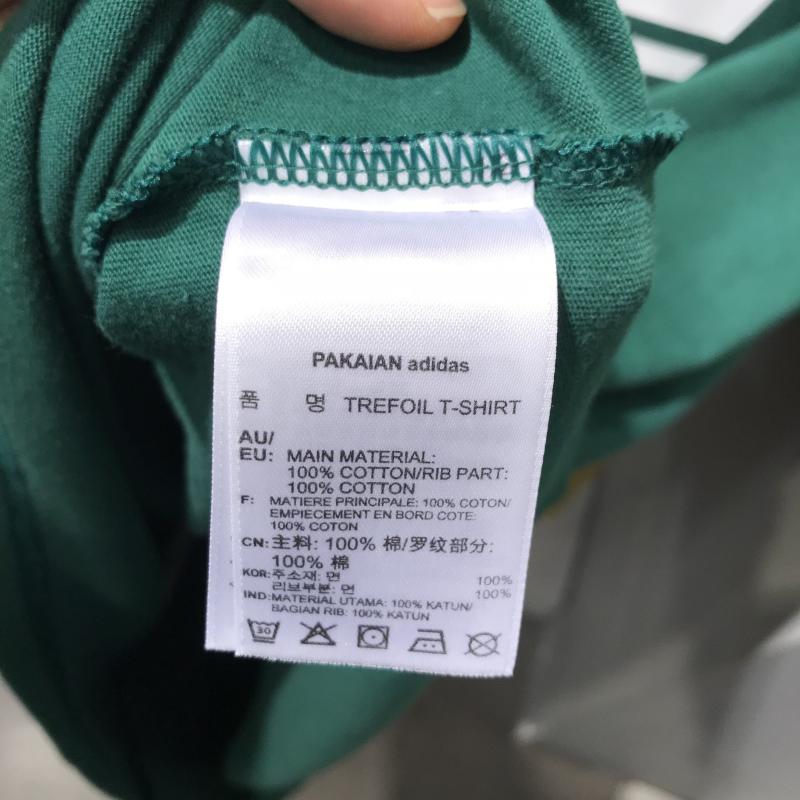 PAKAIAN adidas
품 명 TREFOIL T-SHIRT
AU/
EU: MAIN MATERIAL:
100% COTTON/RIB PART:
100% COTTON
F: MATIERE PRINCIPALE: 100% COTON/
EMPIECEMENT EN BORD COTE:
100% COTON
CN: 主料: 100% 棉/罗纹部分:
100% 棉
KOR: 주소재: 면 100%
리브부분: 면 100%
IND: MATERIAL UTAMA: 100% KATUN/
BAGIAN RIB: 100% KATUN
30